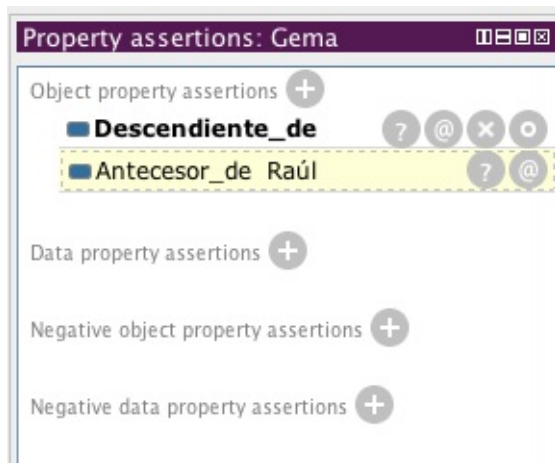 Property assertions: Gema
Object property assertions
Descendiente_de
? @
Antecesor_de Raúl
? @
Data property assertions
Negative object property assertions
Negative data property assertions